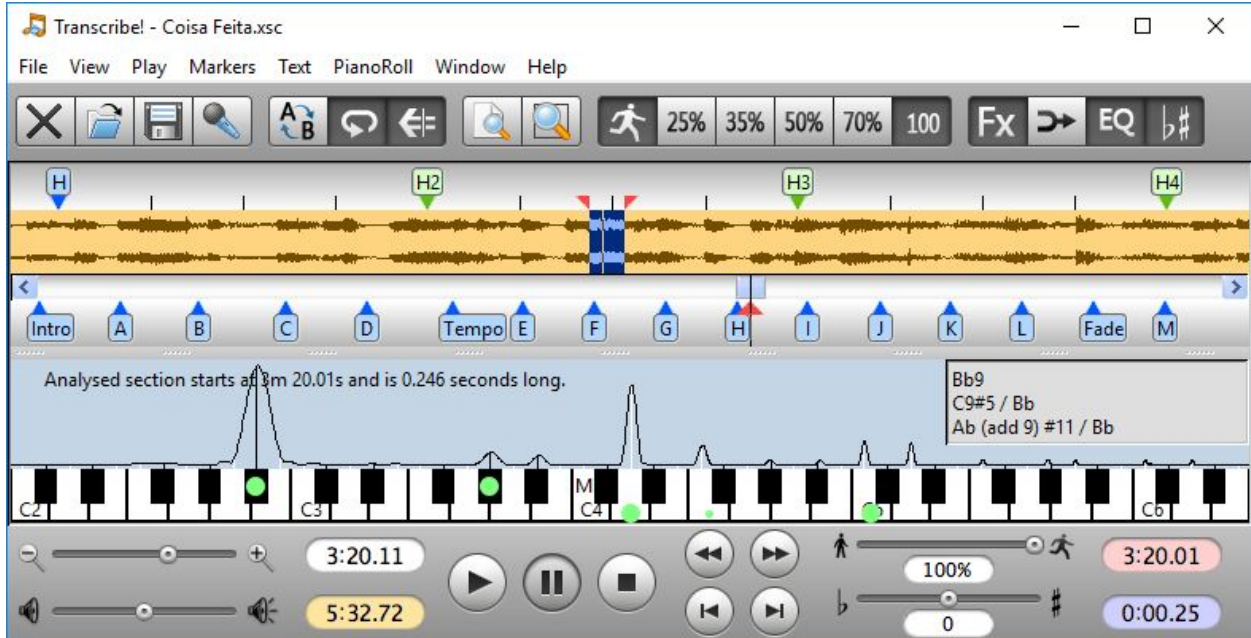 Transcribe! - Coisa Feita.xsc
File View Play Markers Text PianoRoll Window Help
A B 25% 35% 50% 70% 100 Fx EQ ♭♯
H H2 H3 H4
Intro A B C D Tempo E F G H I J K L Fade M
Analysed section starts at 3m 20.01s and is 0.246 seconds long.
Bb9
C9#5 / Bb
Ab (add 9) #11 / Bb
M
C2 C3 C4 C5 C6
3:20.11 100% 3:20.01
5:32.72 ♭ 0 ♯ 0:00.25